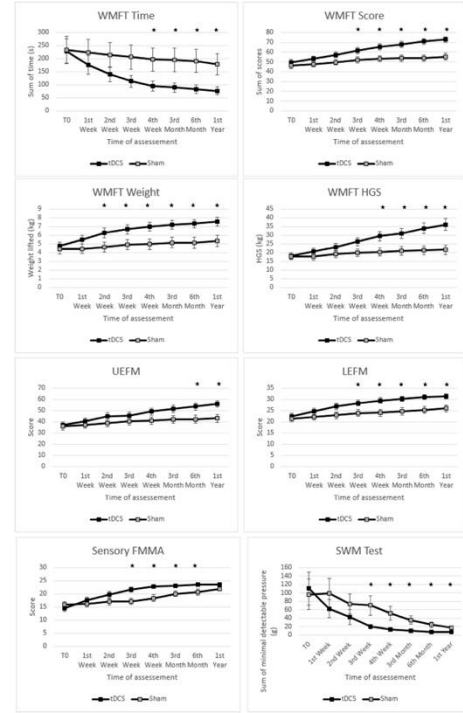 WMFT Time
* * * *
300
250
200
150
100
50
0
Sum of time (s)
T0 1st Week 2nd Week 3rd Week 4th Week 3rd Month 6th Month 1st Year
Time of assessement
tDCS Sham
WMFT Score
* * * * *
80
70
60
50
40
30
20
10
0
Sum of scores
T0 1st Week 2nd Week 3rd Week 4th Week 3rd Month 6th Month 1st Year
Time of assessement
tDCS Sham
WMFT Weight
* * * * * *
9
8
7
6
5
4
3
2
1
0
Weight lifted (kg)
T0 1st Week 2nd Week 3rd Week 4th Week 3rd Month 6th Month 1st Year
Time of assessement
tDCS Sham
WMFT HGS
* * * *
45
40
35
30
25
20
15
10
5
0
HGS (kg)
T0 1st Week 2nd Week 3rd Week 4th Week 3rd Month 6th Month 1st Year
Time of assessement
tDCS Sham
UEFM
* *
70
60
50
40
30
20
10
0
Score
T0 1st Week 2nd Week 3rd Week 4th Week 3rd Month 6th Month 1st Year
Time of assessement
tDCS Sham
LEFM
* * * * *
35
30
25
20
15
10
5
0
Score
T0 1st Week 2nd Week 3rd Week 4th Week 3rd Month 6th Month 1st Year
Time of assessement
tDCS Sham
Sensory FMMA
* * * *
30
25
20
15
10
5
0
Score
T0 1st Week 2nd Week 3rd Week 4th Week 3rd Month 6th Month 1st Year
Time of assessement
tDCS Sham
SWM Test
* * * * *
160
140
120
100
80
60
40
20
0
Sum of minimal detectable pressure (g)
T0 1st Week 2nd Week 3rd Week 4th Week 3rd Month 6th Month 1st Year
Time of assessement
tDCS Sham